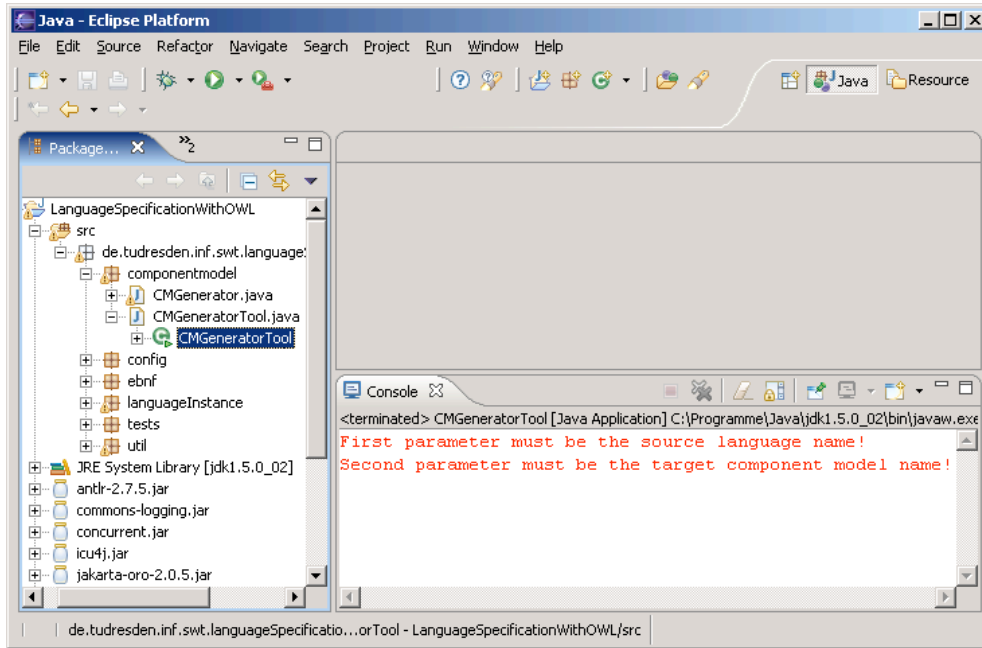 Java - Eclipse Platform
File Edit Source Refactor Navigate Search Project Run Window Help
Java Resource
Package... »2
LanguageSpecificationWithOWL
src
de.tudresden.inf.swt.language
componentmodel
CMGenerator.java
CMGeneratorTool.java
CMGeneratorTool
config
ebnf
languageInstance
tests
util
JRE System Library [jdk1.5.0_02]
antlr-2.7.5.jar
commons-logging.jar
concurrent.jar
icu4j.jar
jakarta-oro-2.0.5.jar
Console
<terminated> CMGeneratorTool [Java Application] C:\Programme\Java\jdk1.5.0_02\bin\javaw.exe
First parameter must be the source language name!
Second parameter must be the target component model name!
de.tudresden.inf.swt.languageSpecificatio...orTool - LanguageSpecificationWithOWL/src